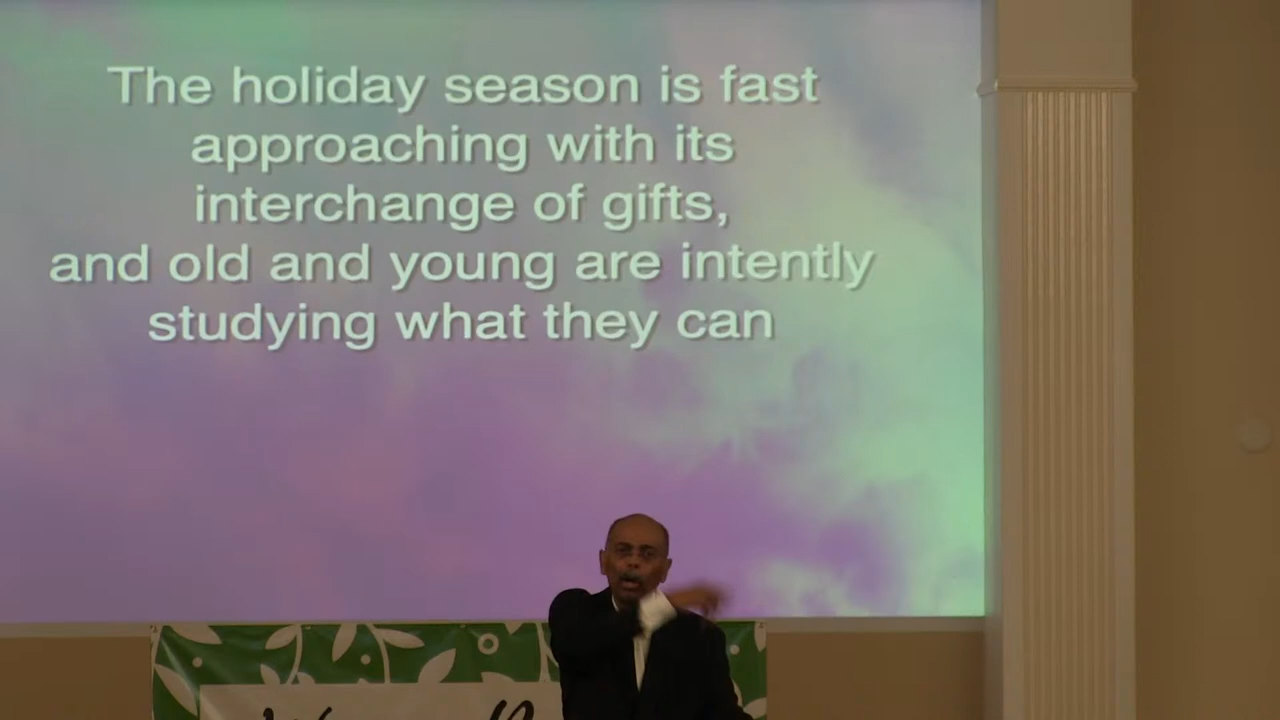 The holiday season is fast
approaching with its
interchange of gifts,
and old and young are intently
studying what they can